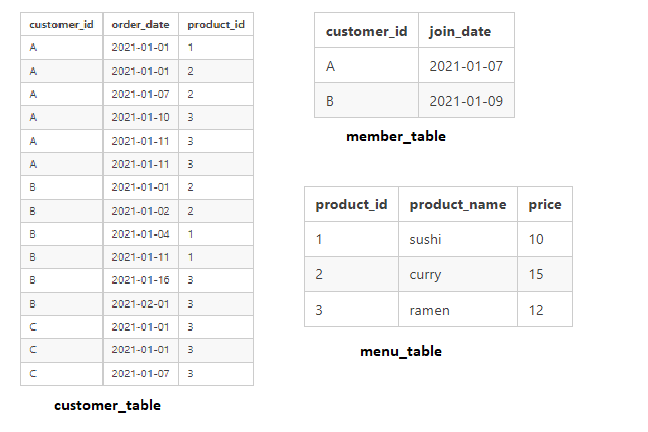 customer_id order_date product_id
A 2021-01-01 1
A 2021-01-01 2
A 2021-01-07 2
A 2021-01-10 3
A 2021-01-11 3
A 2021-01-11 3
B 2021-01-01 2
B 2021-01-02 2
B 2021-01-04 1
B 2021-01-11 1
B 2021-01-16 3
B 2021-02-01 3
C 2021-01-01 3
C 2021-01-01 3
C 2021-01-07 3
customer_table
customer_id join_date
A 2021-01-07
B 2021-01-09
member_table
product_id product_name price
1 sushi 10
2 curry 15
3 ramen 12
menu_table